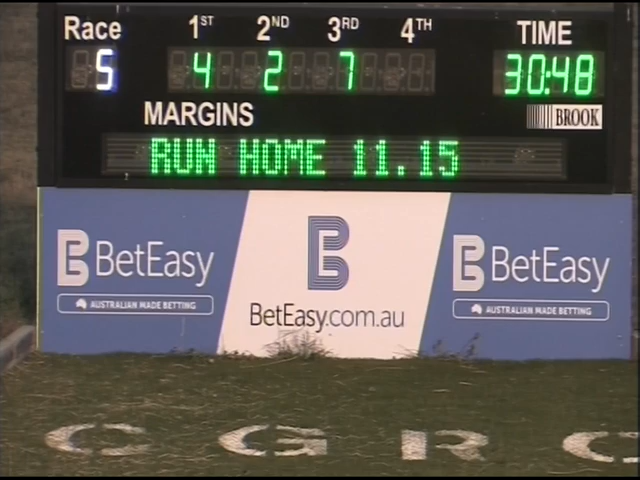 Race 1ST 2ND 3RD 4TH TIME
5 4 2 7 30:48
MARGINS BROOK
RUN HOME 11.15
BetEasy BetEasy
AUSTRALIAN MADE BETTING BetEasy.com.au AUSTRALIAN MADE BETTING
C G R C